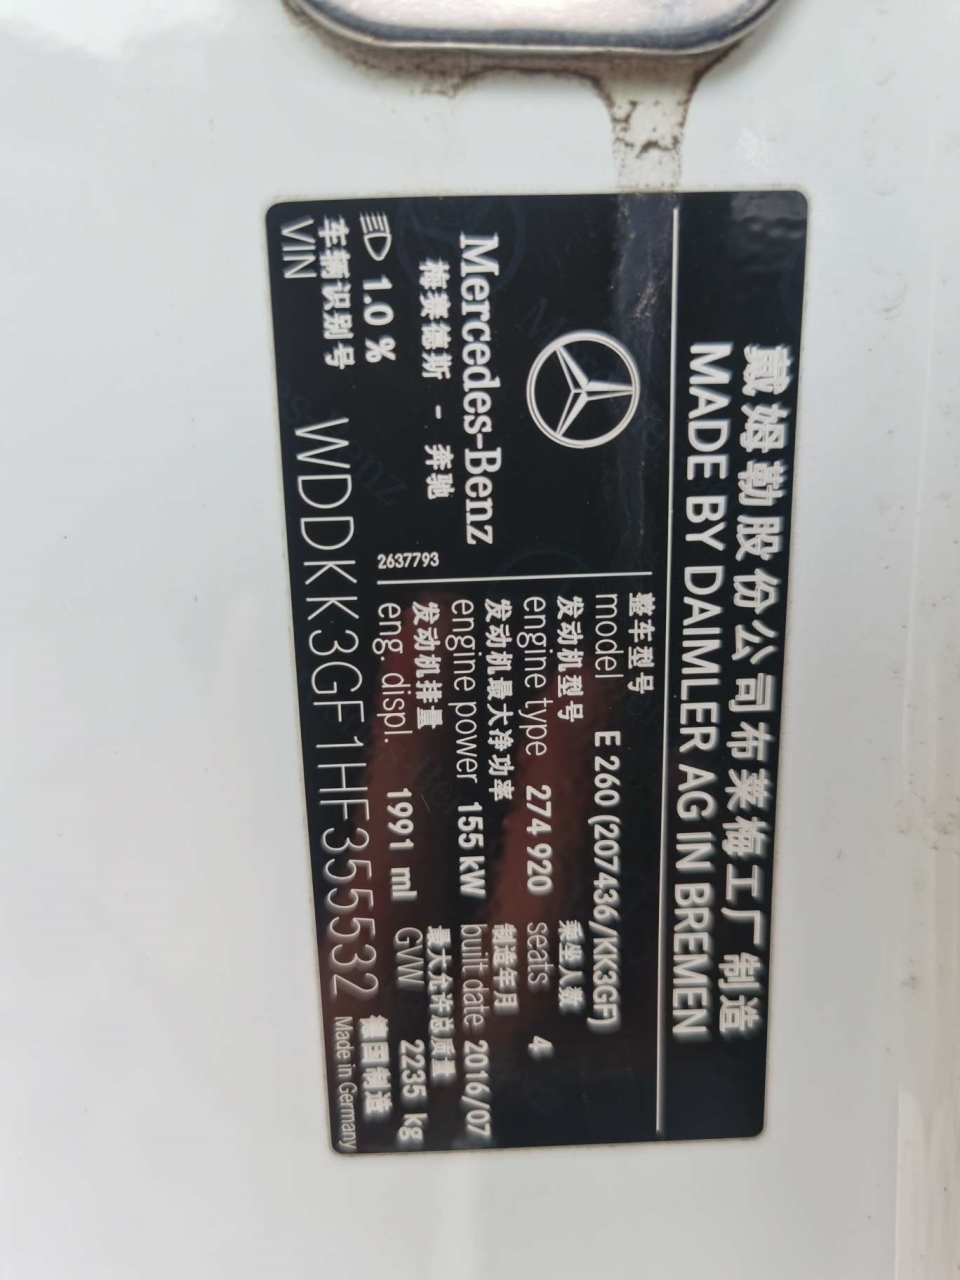 戴姆勒股份公司布莱梅工厂制造
MADE BY DAIMLER AG IN BREMEN
Mercedes-Benz
梅赛德斯 - 奔驰
1.0 %
2637793
整车型号
model E 260 (207436/KK3GF)
发动机型号 乘坐人数
engine type 274 920 seats 4
发动机最大净功率 制造年月
engine power 155 kW built date 2016/07
发动机排量 最大允许总质量
eng. displ. 1991 ml GVW 2235 kg
车辆识别号 德国制造
VIN WDDKK3GF1HF355532 Made in Germany